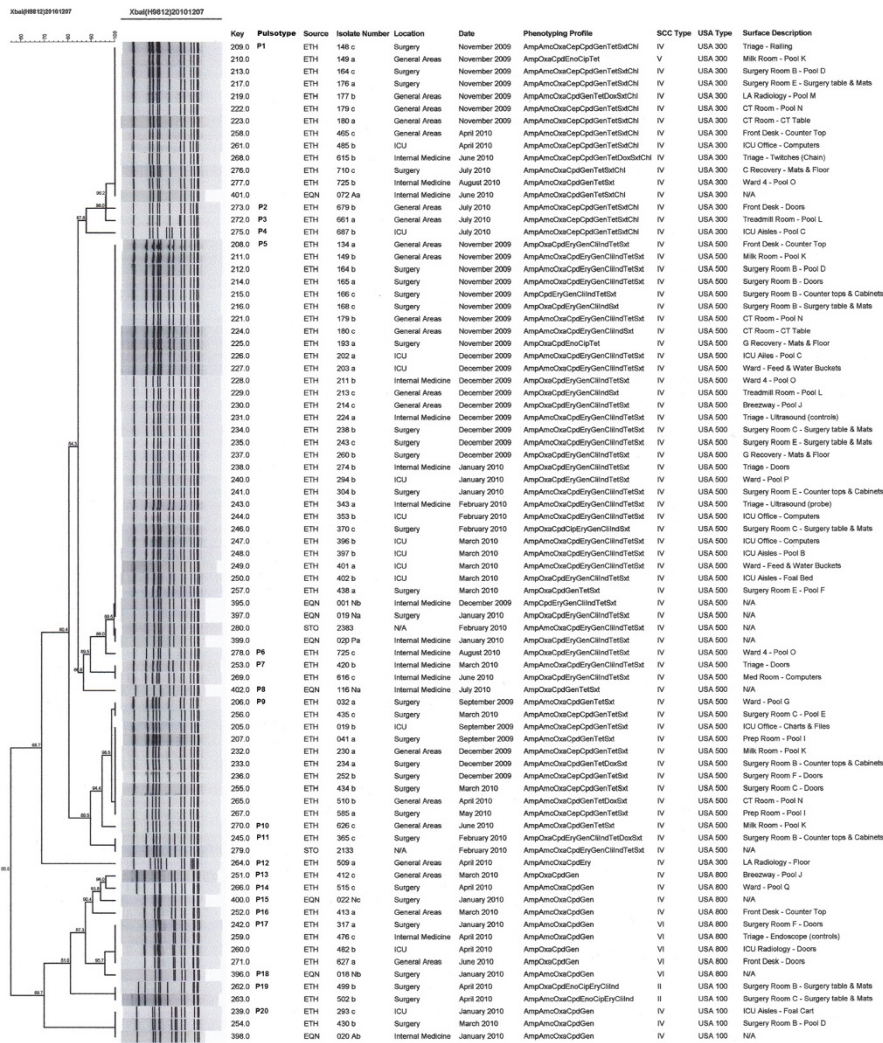 XbaI(H9812)20101207 XbaI(H9812)20101207
Key Pulsotype Source Isolate Number Location Date Phenotyping Profile SCC Type USA Type Surface Description
209.0 P1 ETH 148 c Surgery November 2009 AmpAmcOxaCepCpdGenTetSxtChl IV USA 300 Triage - Railing
210.0 ETH 149 a General Areas November 2009 AmpOxaCpdEnoCipTet V USA 300 Milk Room - Pool K
213.0 ETH 164 c Surgery November 2009 AmpAmcOxaCepCpdGenTetSxtChl IV USA 300 Surgery Room B - Pool D
217.0 ETH 176 a Surgery November 2009 AmpAmcOxaCepCpdGenTetSxtChl IV USA 300 Surgery Room E - Surgery table & Mats
219.0 ETH 177 b General Areas November 2009 AmpAmcOxaCpdGenTetDoxSxtChl IV USA 300 LA Radiology - Pool M
222.0 ETH 179 c General Areas November 2009 AmpAmcOxaCpdGenTetSxtChl IV USA 300 CT Room - Pool N
223.0 ETH 180 a General Areas November 2009 AmpAmcOxaCpdGenTetSxtChl IV USA 300 CT Room - CT Table
258.0 ETH 465 c General Areas April 2010 AmpAmcOxaCepCpdGenTetSxtChl IV USA 300 Front Desk - Counter Top
261.0 ETH 485 b ICU April 2010 AmpAmcOxaCepCpdGenTetSxtChl IV USA 300 ICU Office - Computers
268.0 ETH 615 b Internal Medicine June 2010 AmpAmcOxaCepCpdGenTetDoxSxtChl IV USA 300 Triage - Twitches (Chain)
276.0 ETH 710 c Surgery July 2010 AmpAmcOxaCpdGenTetSxtChl IV USA 300 C Recovery - Mats & Floor
277.0 ETH 725 b Internal Medicine August 2010 AmpAmcOxaCpdGenTetSxt IV USA 300 Ward 4 - Pool O
401.0 EQN 072 Aa Internal Medicine June 2010 AmpAmcOxaCepCpdGenTetSxtChl IV USA 300 N/A
273.0 P2 ETH 679 b General Areas July 2010 AmpAmcOxaCepCpdGenTetSxtChl IV USA 300 Front Desk - Doors
272.0 P3 ETH 661 a General Areas July 2010 AmpAmcOxaCepCpdGenTetSxtChl IV USA 300 Treadmill Room - Pool L
275.0 P4 ETH 687 b ICU July 2010 AmpAmcOxaCepCpdGenTetSxtChl IV USA 300 ICU Aisles - Pool C
208.0 P5 ETH 134 a General Areas November 2009 AmpOxaCpdEryGenCliIndTetSxt IV USA 500 Front Desk - Counter Top
211.0 ETH 149 b General Areas November 2009 AmpAmcOxaCpdEryGenCliIndTetSxt IV USA 500 Milk Room - Pool K
212.0 ETH 164 b Surgery November 2009 AmpAmcOxaCpdEryGenCliIndTetSxt IV USA 500 Surgery Room B - Pool D
214.0 ETH 165 a Surgery November 2009 AmpAmcOxaCpdEryGenCliIndTetSxt IV USA 500 Surgery Room B - Doors
215.0 ETH 166 c Surgery November 2009 AmpCpdEryGenCliIndTetSxt IV USA 500 Surgery Room B - Counter tops & Cabinets
216.0 ETH 168 c Surgery November 2009 AmpOxaCpdEryGenCliIndSxt IV USA 500 Surgery Room B - Surgery table & Mats
221.0 ETH 179 b General Areas November 2009 AmpAmcOxaCpdEryGenCliIndTetSxt IV USA 500 CT Room - Pool N
224.0 ETH 180 c General Areas November 2009 AmpAmcOxaCpdEryGenCliIndSxt IV USA 500 CT Room - CT Table
225.0 ETH 193 a Surgery November 2009 AmpOxaCpdEnoCipTet IV USA 500 G Recovery - Mats & Floor
226.0 ETH 202 a ICU December 2009 AmpAmcOxaCpdEryGenCliIndTetSxt IV USA 500 ICU Ailes - Pool C
227.0 ETH 203 a ICU December 2009 AmpAmcOxaCpdEryGenCliIndTetSxt IV USA 500 Ward - Feed & Water Buckets
228.0 ETH 211 b Internal Medicine December 2009 AmpOxaCpdEryGenCliIndTetSxt IV USA 500 Ward 4 - Pool O
229.0 ETH 213 c General Areas December 2009 AmpOxaCpdEryGenCliIndSxt IV USA 500 Treadmill Room - Pool L
230.0 ETH 214 c General Areas December 2009 AmpAmcOxaCpdEryGenCliIndTetSxt IV USA 500 Breezway - Pool J
231.0 ETH 224 a Internal Medicine December 2009 AmpAmcOxaCpdEryGenCliIndTetSxt IV USA 500 Triage - Ultrasound (controls)
234.0 ETH 238 b Surgery December 2009 AmpAmcOxaCpdEryGenCliIndTetSxt IV USA 500 Surgery Room C - Surgery table & Mats
235.0 ETH 243 c Surgery December 2009 AmpAmcOxaCpdEryGenCliIndTetSxt IV USA 500 Surgery Room E - Surgery table & Mats
237.0 ETH 260 b Surgery December 2009 AmpOxaCpdEryGenCliIndTetSxt IV USA 500 G Recovery - Mats & Floor
238.0 ETH 274 b Internal Medicine January 2010 AmpOxaCpdEryGenCliIndTetSxt IV USA 500 Triage - Doors
240.0 ETH 294 b ICU January 2010 AmpOxaCpdEryGenCliIndTetSxt IV USA 500 Ward - Pool P
241.0 ETH 304 b Surgery January 2010 AmpAmcOxaCpdEryGenCliIndTetSxt IV USA 500 Surgery Room E - Counter tops & Cabinets
243.0 ETH 343 a Internal Medicine February 2010 AmpAmcOxaCpdEryGenCliIndTetSxt IV USA 500 Triage - Ultrasound (probe)
244.0 ETH 353 b ICU February 2010 AmpAmcOxaCpdEryGenCliIndTetSxt IV USA 500 ICU Office - Computers
246.0 ETH 370 c Surgery February 2010 AmpOxaCpdCipEryGenCliIndSxt IV USA 500 Surgery Room C - Surgery table & Mats
247.0 ETH 396 b ICU March 2010 AmpAmcOxaCpdEryGenCliIndTetSxt IV USA 500 ICU Office - Computers
248.0 ETH 397 b ICU March 2010 AmpAmcOxaCpdEryGenCliIndTetSxt IV USA 500 ICU Aisles - Pool B
249.0 ETH 401 a ICU March 2010 AmpAmcOxaCpdEryGenCliIndTetSxt IV USA 500 Ward - Feed & Water Buckets
250.0 ETH 402 b ICU March 2010 AmpOxaCpdEryGenCliIndTetSxt IV USA 500 ICU Aisles - Foal Bed
257.0 ETH 438 a Surgery March 2010 AmpOxaCpdGenTetSxt IV USA 500 Surgery Room E - Pool F
395.0 EQN 001 Nb Internal Medicine December 2009 AmpCpdEryGenCliIndTetSxt IV USA 500 N/A
397.0 EQN 019 Na Surgery January 2010 AmpAmcOxaCpdEryGenCliIndTetSxt IV USA 500 N/A
280.0 STO 2383 N/A February 2010 AmpAmcOxaCpdEryGenCliIndTetSxt IV USA 500 N/A
399.0 EQN 020 Pa Internal Medicine January 2010 AmpAmcOxaCpdEryGenCliIndTetSxt IV USA 500 N/A
278.0 P6 ETH 725 c Internal Medicine August 2010 AmpOxaCpdEryGenCliIndTetSxt IV USA 500 Ward 4 - Pool O
253.0 P7 ETH 420 b Internal Medicine March 2010 AmpAmcOxaCpdEryGenCliIndTetSxt IV USA 500 Triage - Doors
269.0 ETH 616 c Internal Medicine June 2010 AmpOxaCpdEryGenCliIndTetSxt IV USA 500 Med Room - Computers
402.0 P8 EQN 116 Na Internal Medicine July 2010 AmpOxaCpdGenTetSxt IV USA 500 N/A
206.0 P9 ETH 032 a Surgery September 2009 AmpOxaCpdGenTetSxt IV USA 500 Ward - Pool G
256.0 ETH 435 c Surgery March 2010 AmpOxaCepCpdGenTetSxt IV USA 500 Surgery Room C - Pool E
205.0 ETH 019 b ICU September 2009 AmpAmcOxaCepCpdGenTetSxt IV USA 500 ICU Office - Charts & Files
207.0 ETH 041 a Surgery September 2009 AmpAmcOxaCpdGenTetSxt IV USA 500 Prep Room - Pool I
232.0 ETH 230 a General Areas December 2009 AmpAmcOxaCpdGenTetSxt IV USA 500 Milk Room - Pool K
233.0 ETH 234 a Surgery December 2009 AmpAmcOxaCpdGenTetDoxSxt IV USA 500 Surgery Room B - Counter tops & Cabinets
236.0 ETH 252 b Surgery December 2009 AmpAmcOxaCepCpdGenTetSxt IV USA 500 Surgery Room F - Doors
255.0 ETH 434 b Surgery March 2010 AmpAmcOxaCepCpdGenTetSxt IV USA 500 Surgery Room C - Doors
265.0 ETH 510 b General Areas April 2010 AmpAmcOxaCpdGenTetDoxSxt IV USA 500 CT Room - Pool N
267.0 ETH 585 a Surgery May 2010 AmpAmcOxaCepCpdGenTetSxt IV USA 500 Prep Room - Pool I
270.0 P10 ETH 626 c General Areas June 2010 AmpAmcOxaCpdGenTetSxt IV USA 500 Milk Room - Pool K
245.0 P11 ETH 365 c Surgery February 2010 AmpOxaCpdEryGenCliIndTetDoxSxt IV USA 500 Surgery Room B - Counter tops & Cabinets
279.0 STO 2133 N/A February 2010 AmpAmcOxaCpdEryGenCliIndTetSxt IV USA 500 N/A
264.0 P12 ETH 509 a General Areas April 2010 AmpAmcOxaCpdEry IV USA 300 LA Radiology - Floor
251.0 P13 ETH 412 c General Areas March 2010 AmpOxaCpdGen IV USA 800 Breezway - Pool J
266.0 P14 ETH 515 c Surgery April 2010 AmpAmcOxaCpdGen IV USA 800 Ward - Pool Q
400.0 P15 EQN 022 Nc Surgery January 2010 AmpAmcOxaCpdGen IV USA 800 N/A
252.0 P16 ETH 413 a General Areas March 2010 AmpAmcOxaCpdGen IV USA 800 Front Desk - Counter Top
242.0 P17 ETH 317 a Surgery January 2010 AmpAmcOxaCpdGen VI USA 800 Surgery Room F - Doors
259.0 ETH 476 c Internal Medicine April 2010 AmpAmcOxaCpdGen VI USA 800 Triage - Endoscope (controls)
260.0 ETH 482 b ICU April 2010 AmpAmcOxaCpdGen VI USA 800 ICU Radiology - Doors
271.0 ETH 627 a General Areas June 2010 AmpAmcOxaCpdGen VI USA 800 Front Desk - Doors
396.0 P18 EQN 018 Nb Surgery January 2010 AmpAmcOxaCpdGen VI USA 800 N/A
262.0 P19 ETH 499 b Surgery April 2010 AmpOxaCpdEnoCipEryCliInd II USA 100 Surgery Room B - Surgery table & Mats
263.0 ETH 502 b Surgery April 2010 AmpAmcOxaCpdEnoCipEryCliInd II USA 100 Surgery Room C - Surgery table & Mats
239.0 P20 ETH 293 c ICU January 2010 AmpAmcOxaCpdGen IV USA 100 ICU Aisles - Foal Cart
254.0 ETH 430 b Surgery March 2010 AmpAmcOxaCpdGen IV USA 100 Surgery Room B - Pool D
398.0 EQN 020 Ab Internal Medicine January 2010 AmpAmcOxaCpdGen IV USA 100 N/A